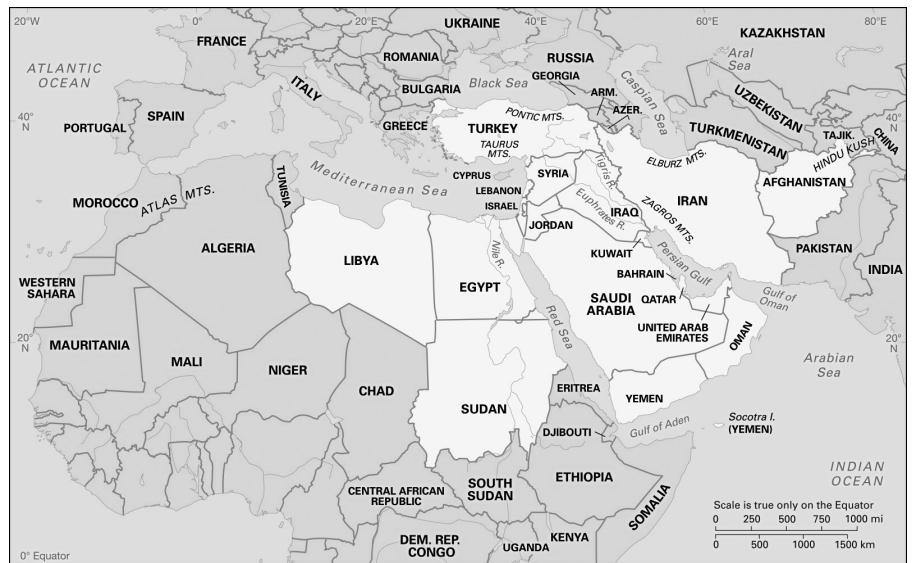 20°W
0°
20°E
40°E
60°E
80°E
UKRAINE
KAZAKHSTAN
FRANCE
ROMANIA
RUSSIA
Aral
Sea
ATLANTIC
OCEAN
ITALY
Black Sea
GEORGIA
Caspian Sea
BULGARIA
ARM.
UZBEKISTAN
40°
N
PORTUGAL
SPAIN
GREECE
TURKEY
PONTIC MTS.
AZER.
TURKMENISTAN
TAJIK.
CHINA
40°
N
TAURUS
MTS.
ELBURZ MTS.
HINDU KUSH
Mediterranean Sea
CYPRUS
SYRIA
Tigris R.
AFGHANISTAN
TUNISIA
LEBANON
MOROCCO
ATLAS MTS.
ISRAEL
Euphrates R.
IRAQ
ZAGROS MTS.
IRAN
JORDAN
ALGERIA
LIBYA
Nile R.
KUWAIT
Persian Gulf
PAKISTAN
WESTERN
SAHARA
EGYPT
BAHRAIN
INDIA
SAUDI
ARABIA
QATAR
Gulf of
Oman
UNITED ARAB
EMIRATES
Red Sea
OMAN
20°
N
MAURITANIA
20°
N
MALI
NIGER
CHAD
Arabian
Sea
SUDAN
ERITREA
YEMEN
Socotra I.
(YEMEN)
DJIBOUTI
Gulf of Aden
ETHIOPIA
INDIAN
OCEAN
CENTRAL AFRICAN
REPUBLIC
SOUTH
SUDAN
SOMALIA
Scale is true only on the Equator
0 250 500 750 1000 mi
0 500 1000 1500 km
DEM. REP.
CONGO
UGANDA
KENYA
0° Equator